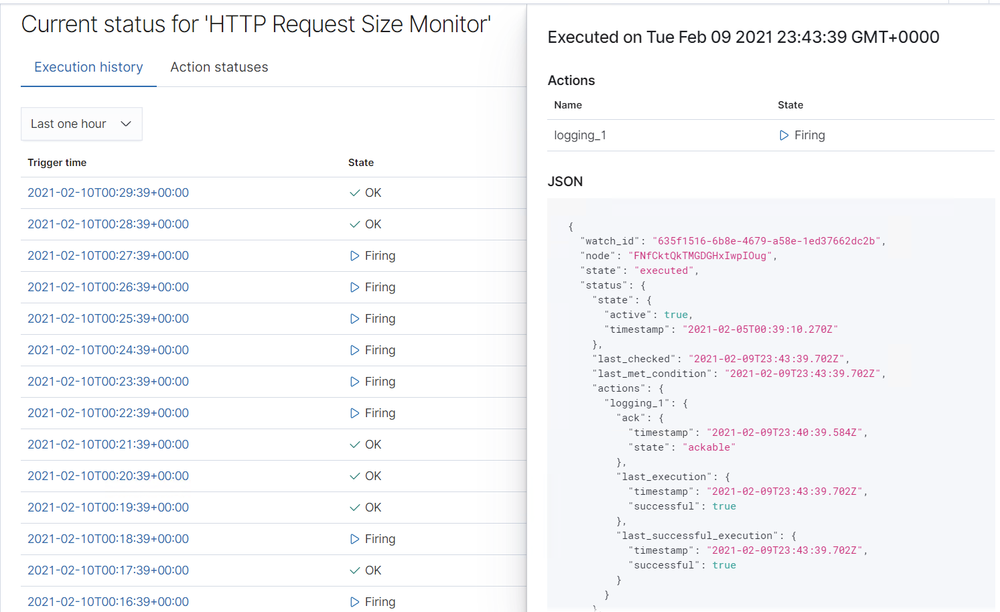 Current status for 'HTTP Request Size Monitor'
Execution history
Action statuses
Last one hour
Trigger time State
2021-02-10T00:29:39+00:00 OK
2021-02-10T00:28:39+00:00 OK
2021-02-10T00:27:39+00:00 Firing
2021-02-10T00:26:39+00:00 Firing
2021-02-10T00:25:39+00:00 Firing
2021-02-10T00:24:39+00:00 Firing
2021-02-10T00:23:39+00:00 Firing
2021-02-10T00:22:39+00:00 Firing
2021-02-10T00:21:39+00:00 OK
2021-02-10T00:20:39+00:00 OK
2021-02-10T00:19:39+00:00 OK
2021-02-10T00:18:39+00:00 Firing
2021-02-10T00:17:39+00:00 OK
2021-02-10T00:16:39+00:00 Firing
Executed on Tue Feb 09 2021 23:43:39 GMT+0000
Actions
Name State
logging_1 Firing
JSON
{
"watch_id": "635f1516-6b8e-4679-a58e-1ed37662dc2b",
"node": "FNfCktQkTMGDGHxIwpIOug",
"state": "executed",
"status": {
"state": {
"active": true,
"timestamp": "2021-02-05T00:39:10.270Z"
},
"last_checked": "2021-02-09T23:43:39.702Z",
"last_met_condition": "2021-02-09T23:43:39.702Z",
"actions": {
"logging_1": {
"ack": {
"timestamp": "2021-02-09T23:40:39.584Z",
"state": "ackable"
},
"last_execution": {
"timestamp": "2021-02-09T23:43:39.702Z",
"successful": true
},
"last_successful_execution": {
"timestamp": "2021-02-09T23:43:39.702Z",
"successful": true
}
}
},